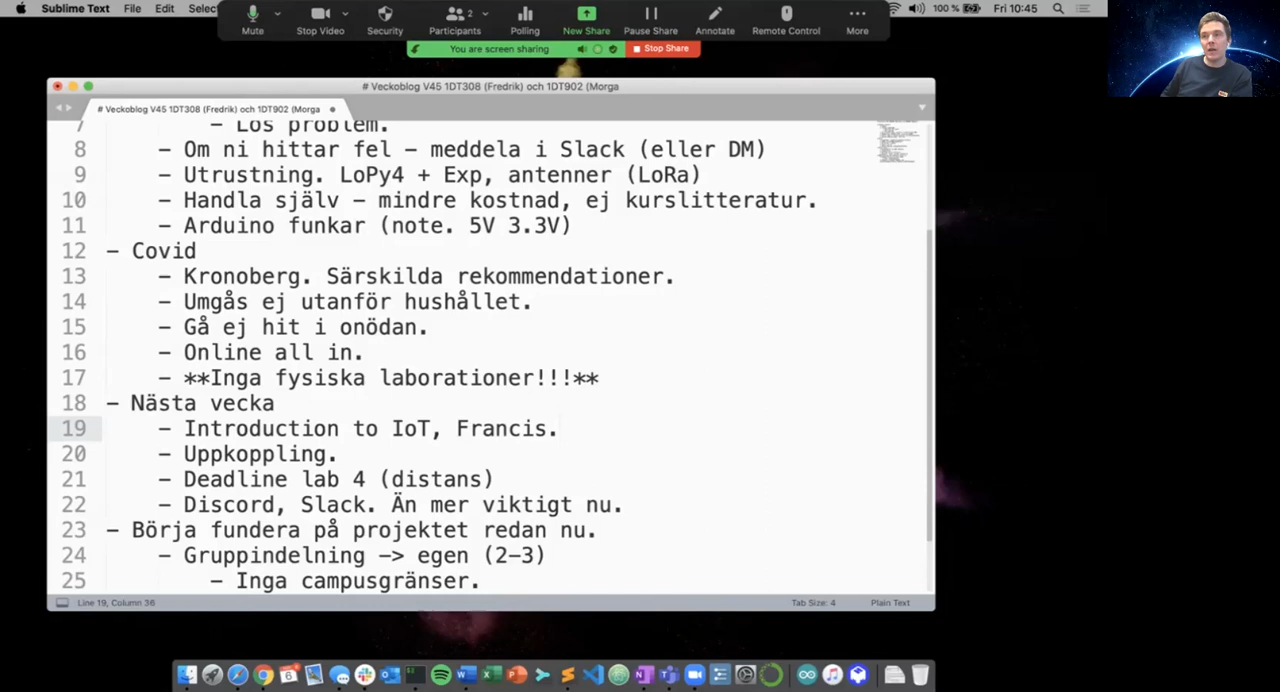 Sublime Text File Edit Selec
100 % Fri 10:45
Mute Stop Video Security Participants 2 Polling New Share Pause Share Annotate Remote Control More
You are screen sharing Stop Share
# Veckoblog V45 1DT308 (Fredrik) och 1DT902 (Morga
# Veckoblog V45 1DT308 (Fredrik) och 1DT902 (Morga
7 - Lös problem.
8 - Om ni hittar fel - meddela i Slack (eller DM)
9 - Utrustning. LoPy4 + Exp, antenner (LoRa)
10 - Handla själv - mindre kostnad, ej kurslitteratur.
11 - Arduino funkar (note. 5V 3.3V)
12 - Covid
13 - Kronoberg. Särskilda rekommendationer.
14 - Umgås ej utanför hushållet.
15 - Gå ej hit i onödan.
16 - Online all in.
17 - **Inga fysiska laborationer!!!**
18 - Nästa vecka
19 - Introduction to IoT, Francis.
20 - Uppkoppling.
21 - Deadline lab 4 (distans)
22 - Discord, Slack. Än mer viktigt nu.
23 - Börja fundera på projektet redan nu.
24 - Gruppindelning -> egen (2-3)
25 - Inga campusgränser.
Line 19, Column 36 Tab Size: 4 Plain Text